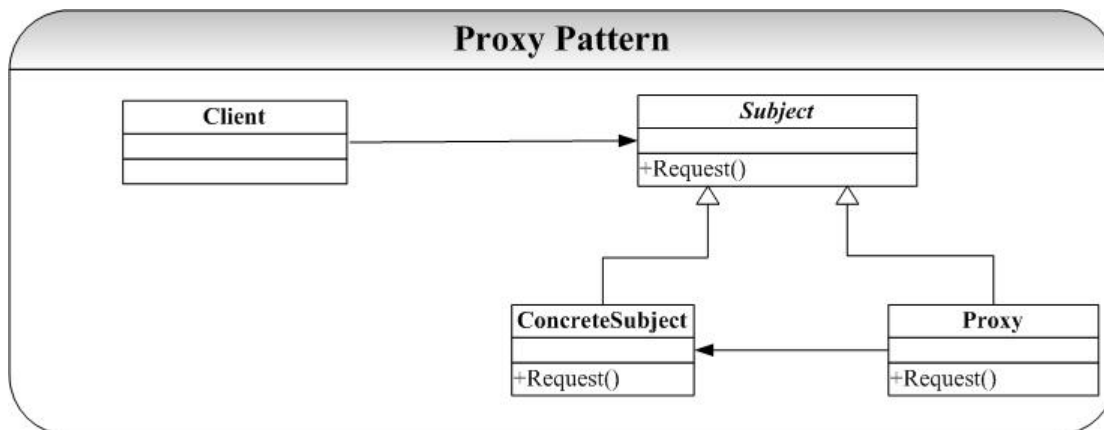 Proxy Pattern
Client
Subject
+Request()
ConcreteSubject
+Request()
Proxy
+Request()